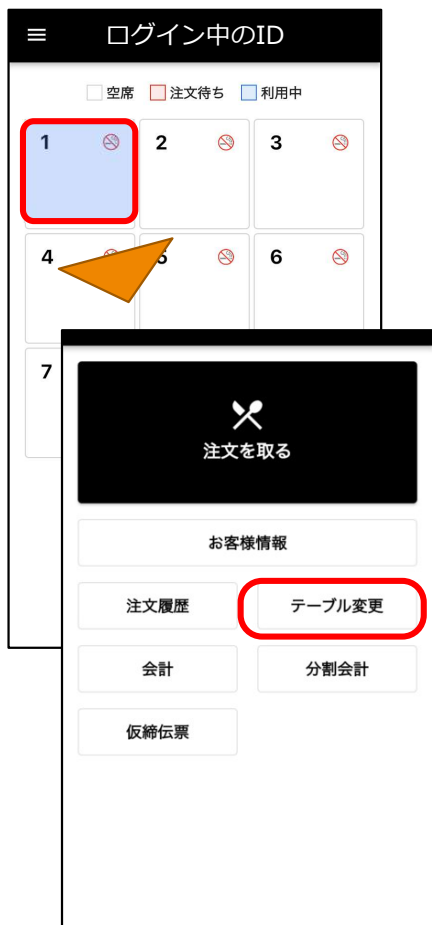 ログイン中のID
空席 注文待ち 利用中
1 2 3
4 5 6
7
注文を取る
お客様情報
注文履歴 テーブル変更
会計 分割会計
仮締伝票